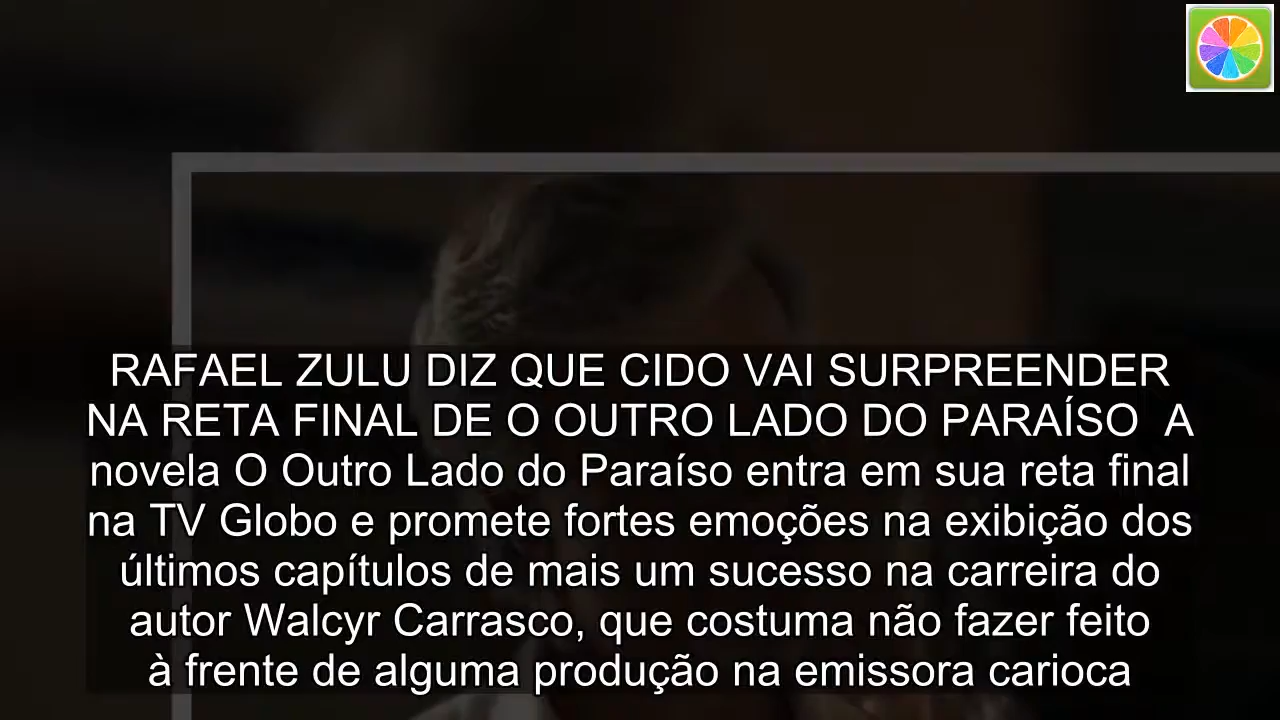 RAFAEL ZULU DIZ QUE CIDO VAI SURPREENDER
NA RETA FINAL DE O OUTRO LADO DO PARAÍSO  A
novela O Outro Lado do Paraíso entra em sua reta final
na TV Globo e promete fortes emoções na exibição dos
últimos capítulos de mais um sucesso na carreira do
autor Walcyr Carrasco, que costuma não fazer feito
à frente de alguma produção na emissora carioca